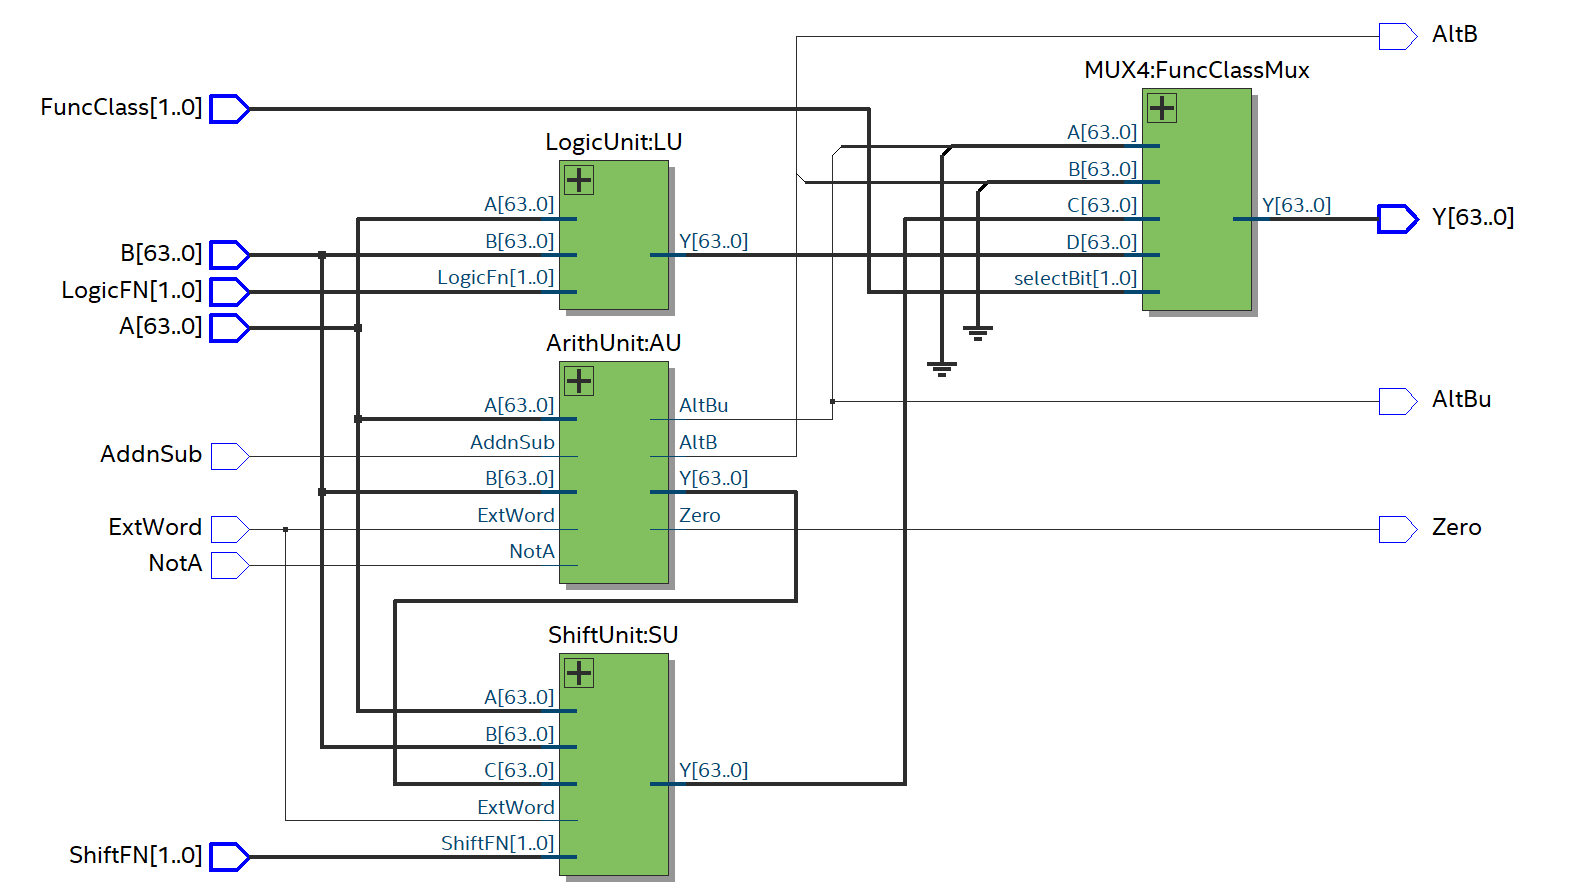 AltB
MUX4:FuncClassMux
FuncClass[1..0]
A[63..0]
LogicUnit:LU
B[63..0]
A[63..0]
C[63..0]
Y[63..0]
Y[63..0]
B[63..0]
B[63..0]
Y[63..0]
D[63..0]
LogicFN[1..0]
LogicFn[1..0]
selectBit[1..0]
A[63..0]
ArithUnit:AU
A[63..0]
AltBu
AltBu
AddnSub
AddnSub
AltB
B[63..0]
Y[63..0]
ExtWord
ExtWord
Zero
Zero
NotA
NotA
ShiftUnit:SU
A[63..0]
B[63..0]
C[63..0]
Y[63..0]
ExtWord
ShiftFN[1..0]
ShiftFN[1..0]